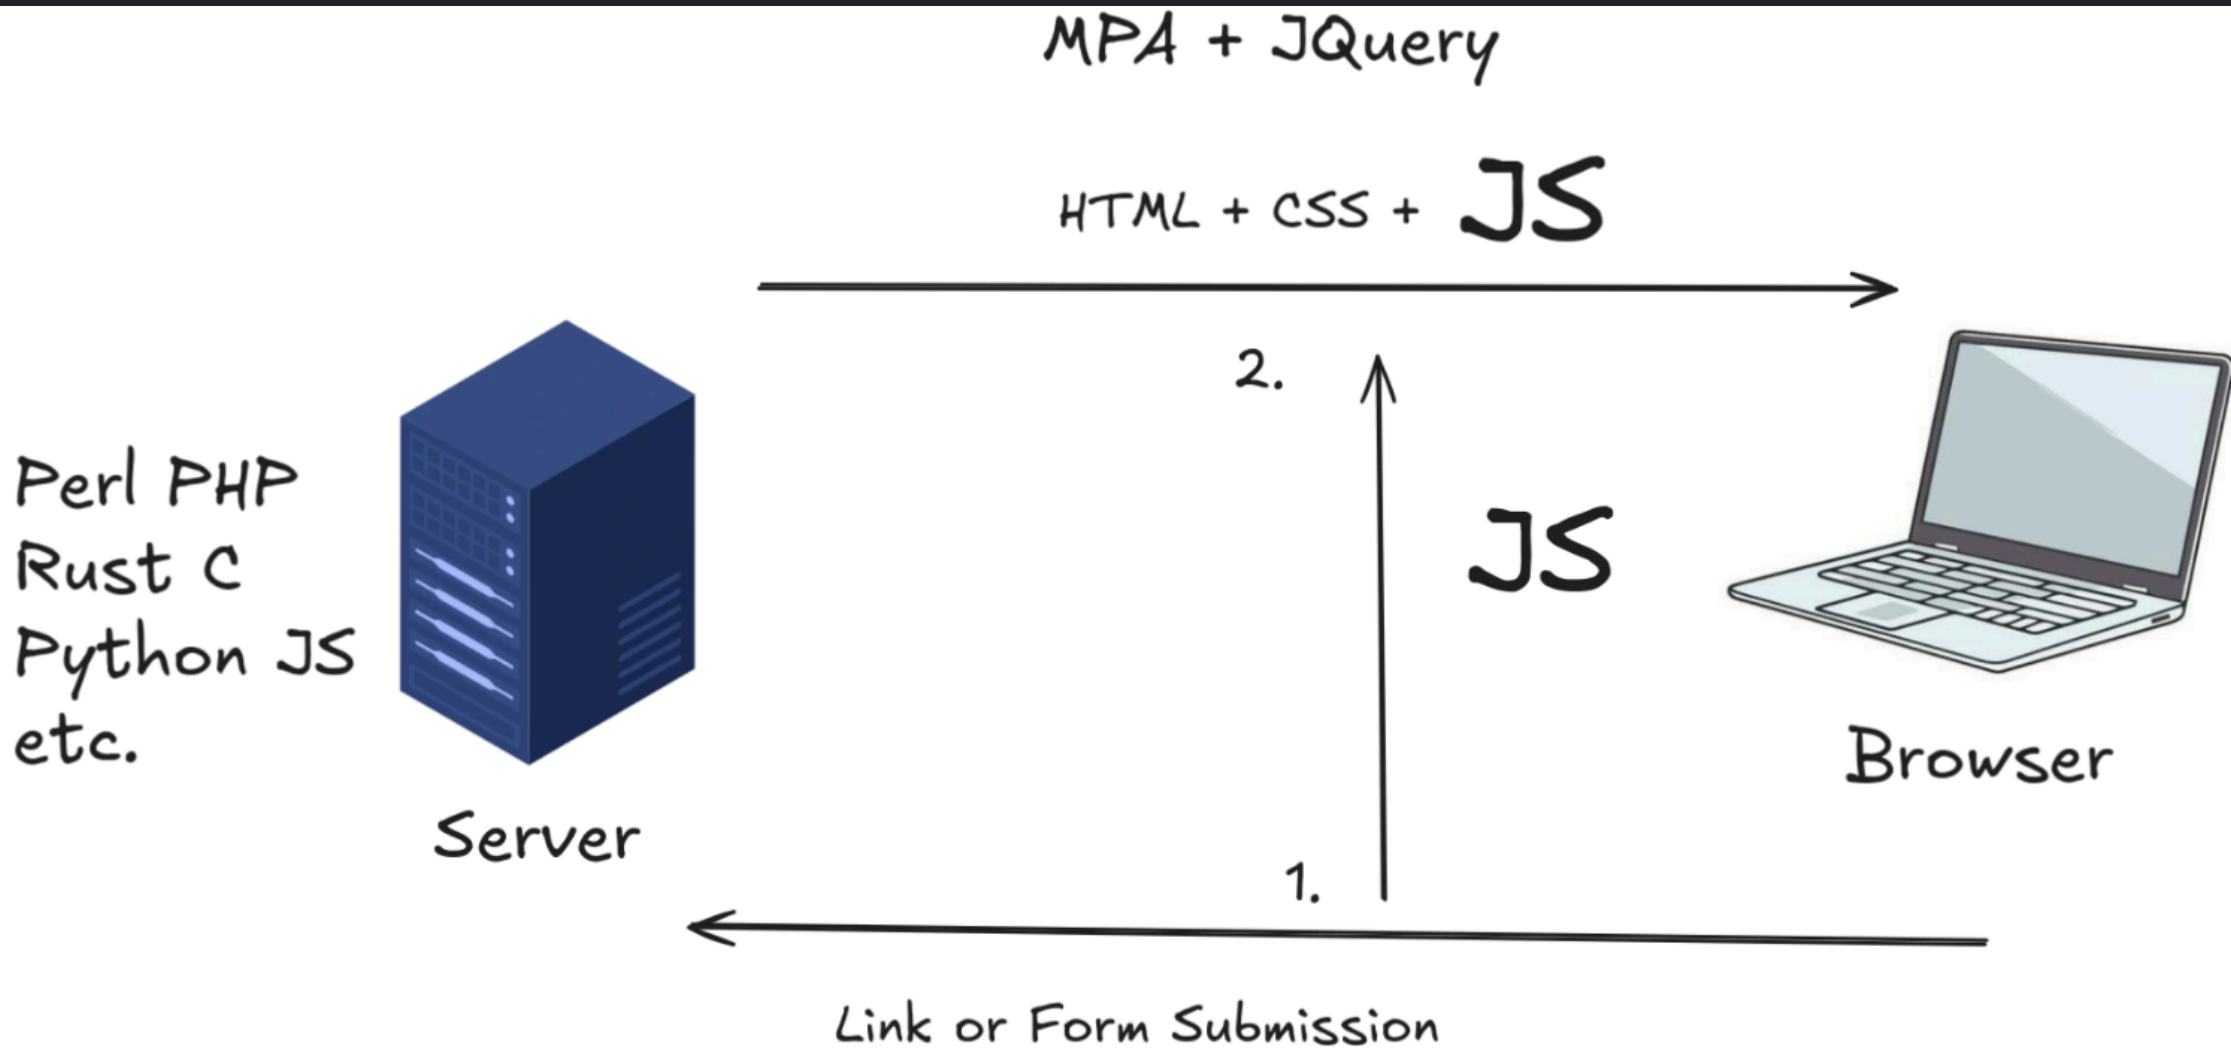 MPA + JQuery
HTML + CSS + JS
2.
JS
Perl PHP
Rust C
Python JS
etc.
Browser
Server
1.
Link or Form Submission